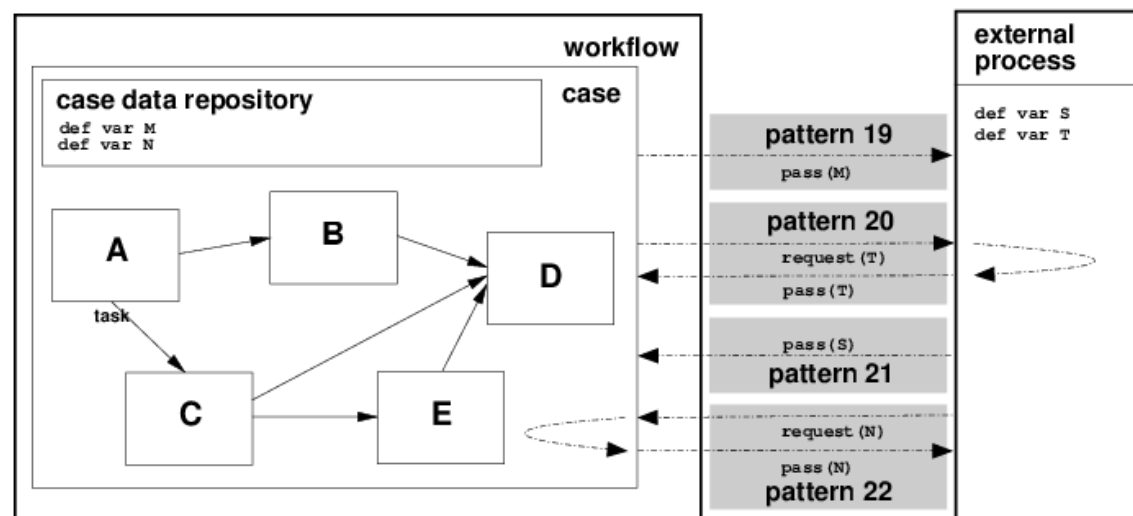 workflow
case
case data repository
def var M
def var N
A
B
D
task
C
E
pattern 19
pass(M)
pattern 20
request(T)
pass(T)
pass(S)
pattern 21
request(N)
pass(N)
pattern 22
external
process
def var S
def var T